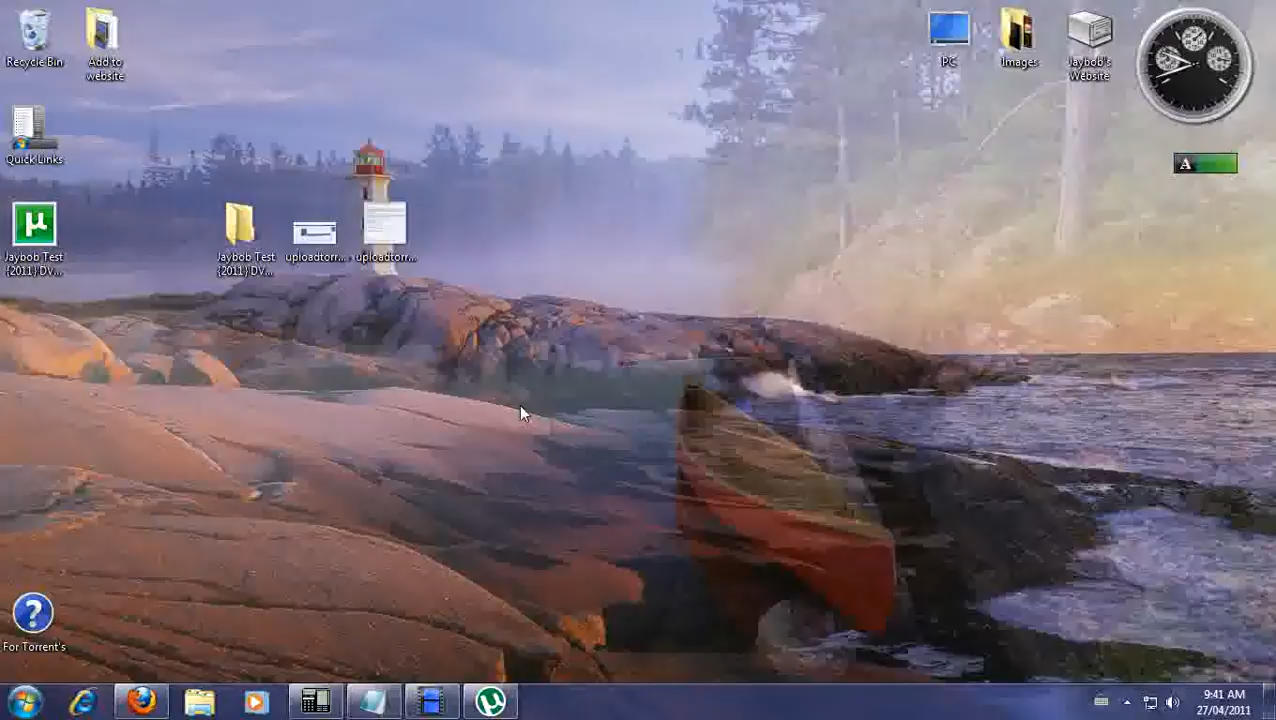 Recycle Bin
Add to
website
PC
Images
Jaybob's
Website
Quick Links
A
µ
Jaybob Test
{2011}DV...
Jaybob Test
{2011}DV...
uploadtorr...
uploadtorr...
?
For Torrent's
9:41 AM
27/04/2011